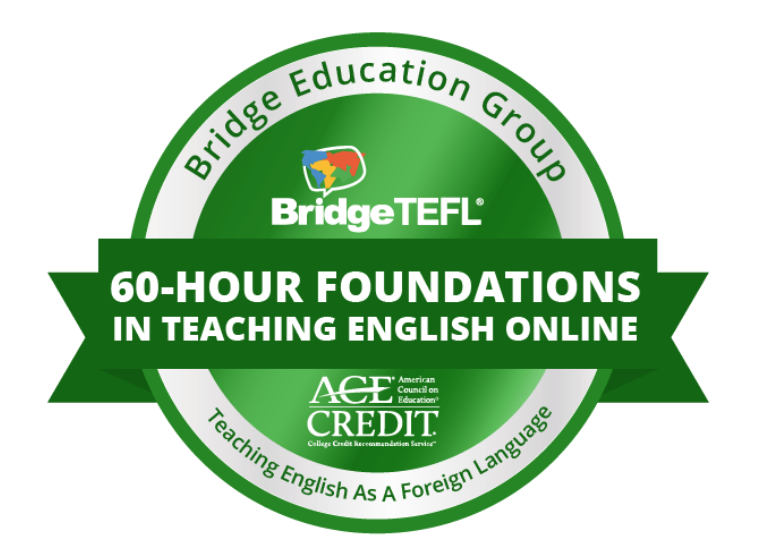 Bridge Education Group
BridgeTEFL®
60-HOUR FOUNDATIONS
IN TEACHING ENGLISH ONLINE
ACE® American
Council on
Education®
CREDIT®
College Credit Recommendation Service™
Teaching English As A Foreign Language